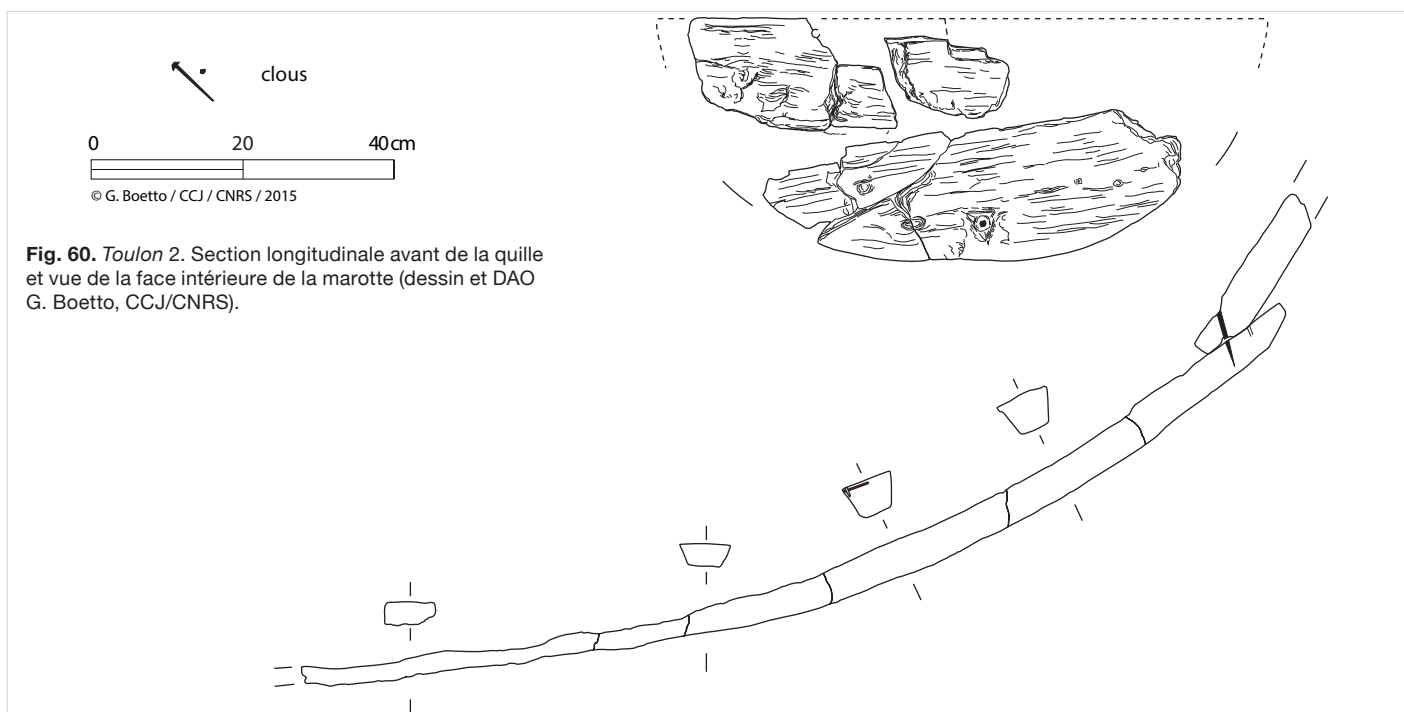 clous
0 20 40 cm
© G. Boetto / CCJ / CNRS / 2015
Fig. 60. Toulon 2. Section longitudinale avant de la quille
et vue de la face intérieure de la marotte (dessin et DAO
G. Boetto, CCJ/CNRS).